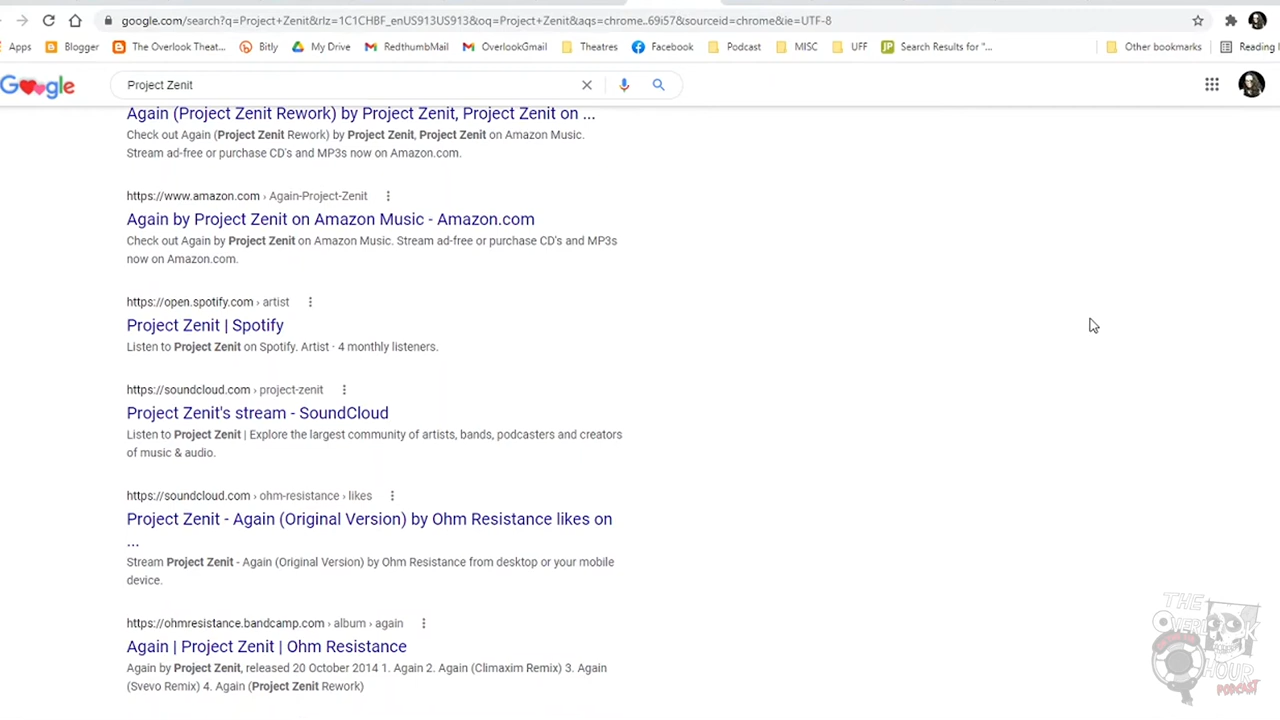 google.com/search?q=Project+Zenit&rlz=1C1CHBF_enUS913US913&oq=Project+Zenit&aqs=chrome..69i57&sourceid=chrome&ie=UTF-8
Apps Blogger The Overlook Theat... Bitly My Drive RedthumbMail OverlookGmail Theatres Facebook Podcast MISC UFF Search Results for "... Other bookmarks Reading
Project Zenit
Again (Project Zenit Rework) by Project Zenit, Project Zenit on ...
Check out Again (Project Zenit Rework) by Project Zenit, Project Zenit on Amazon Music.
Stream ad-free or purchase CD's and MP3s now on Amazon.com.
https://www.amazon.com › Again-Project-Zenit
Again by Project Zenit on Amazon Music - Amazon.com
Check out Again by Project Zenit on Amazon Music. Stream ad-free or purchase CD's and MP3s
now on Amazon.com.
https://open.spotify.com › artist
Project Zenit | Spotify
Listen to Project Zenit on Spotify. Artist · 4 monthly listeners.
https://soundcloud.com › project-zenit
Project Zenit's stream - SoundCloud
Listen to Project Zenit | Explore the largest community of artists, bands, podcasters and creators
of music & audio.
https://soundcloud.com › ohm-resistance › likes
Project Zenit - Again (Original Version) by Ohm Resistance likes on
...
Stream Project Zenit - Again (Original Version) by Ohm Resistance from desktop or your mobile
device.
https://ohmresistance.bandcamp.com › album › again
Again | Project Zenit | Ohm Resistance
Again by Project Zenit, released 20 October 2014 1. Again 2. Again (Climaxim Remix) 3. Again
(Svevo Remix) 4. Again (Project Zenit Rework)
THE
OVERLOOK
HOUR
PODCAST